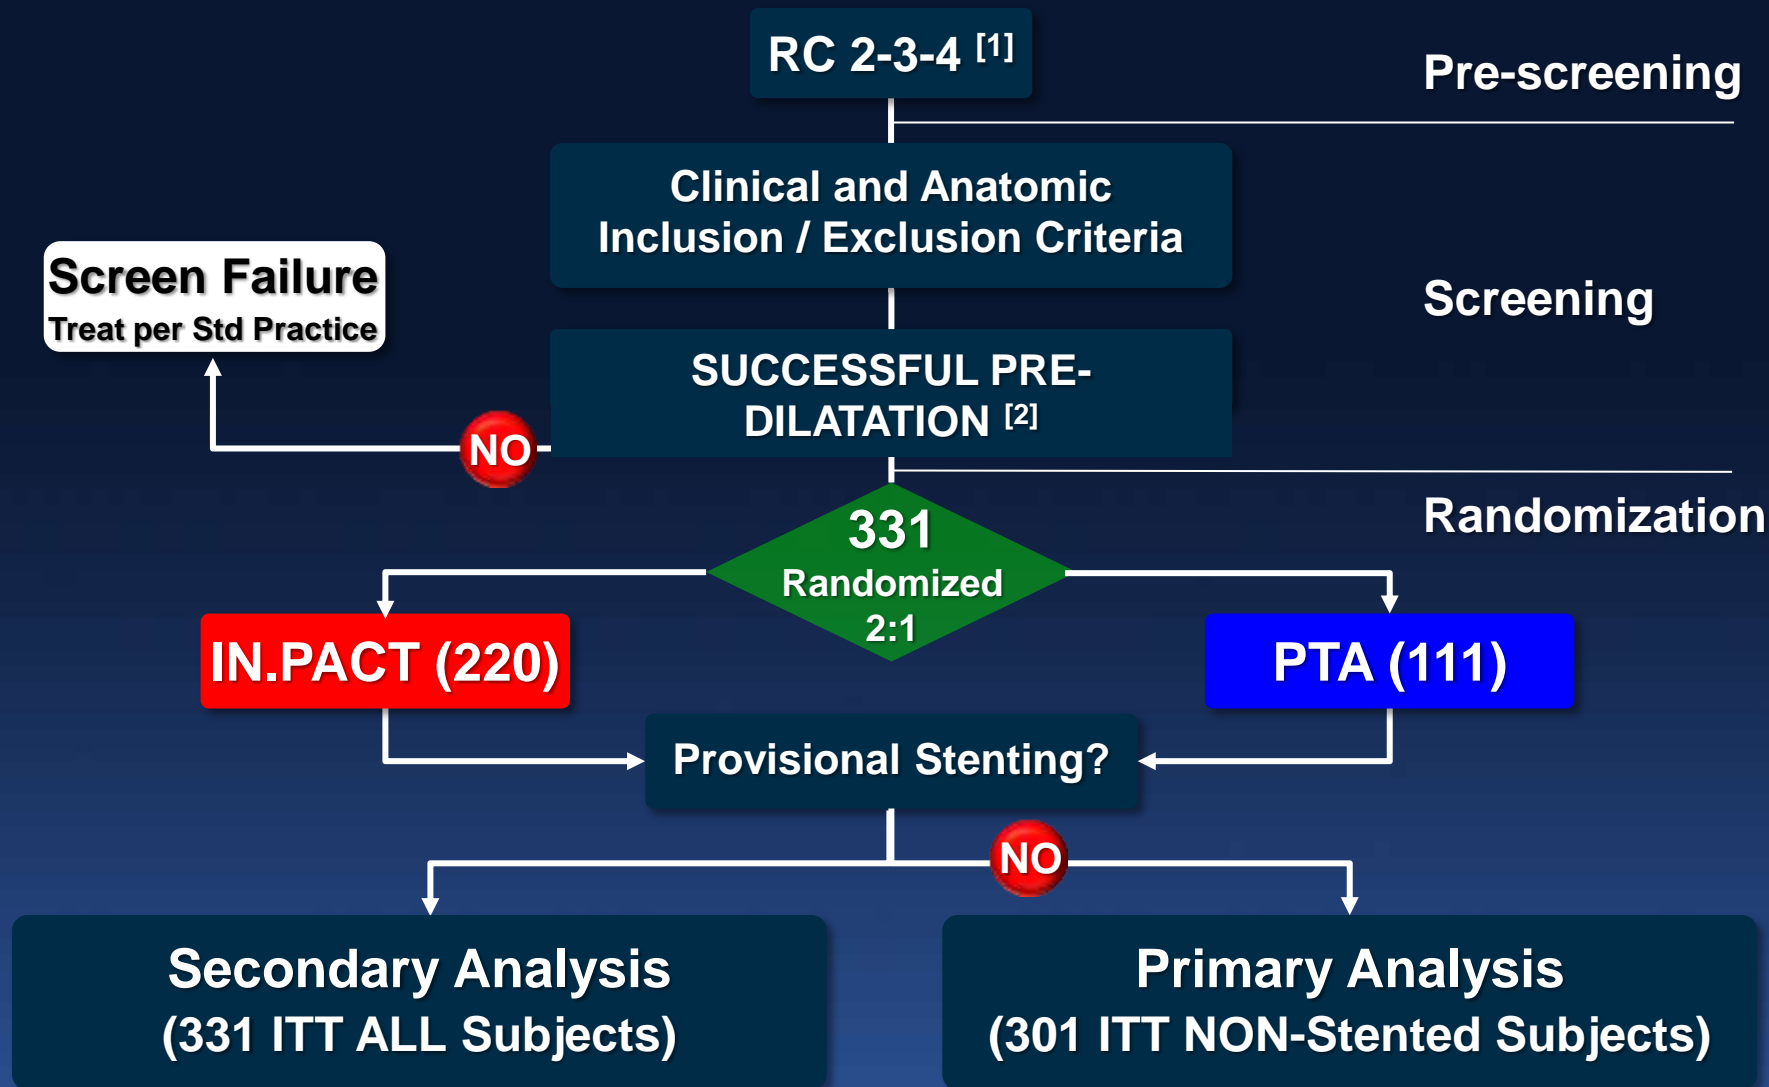 RC 2-3-4 [1]
Pre-screening
Clinical and Anatomic
Inclusion / Exclusion Criteria
Screen Failure
Treat per Std Practice
Screening
SUCCESSFUL PRE-
DILATATION [2]
NO
Randomization
331
Randomized
2:1
IN.PACT (220)
PTA (111)
Provisional Stenting?
NO
Secondary Analysis
(331 ITT ALL Subjects)
Primary Analysis
(301 ITT NON-Stented Subjects)